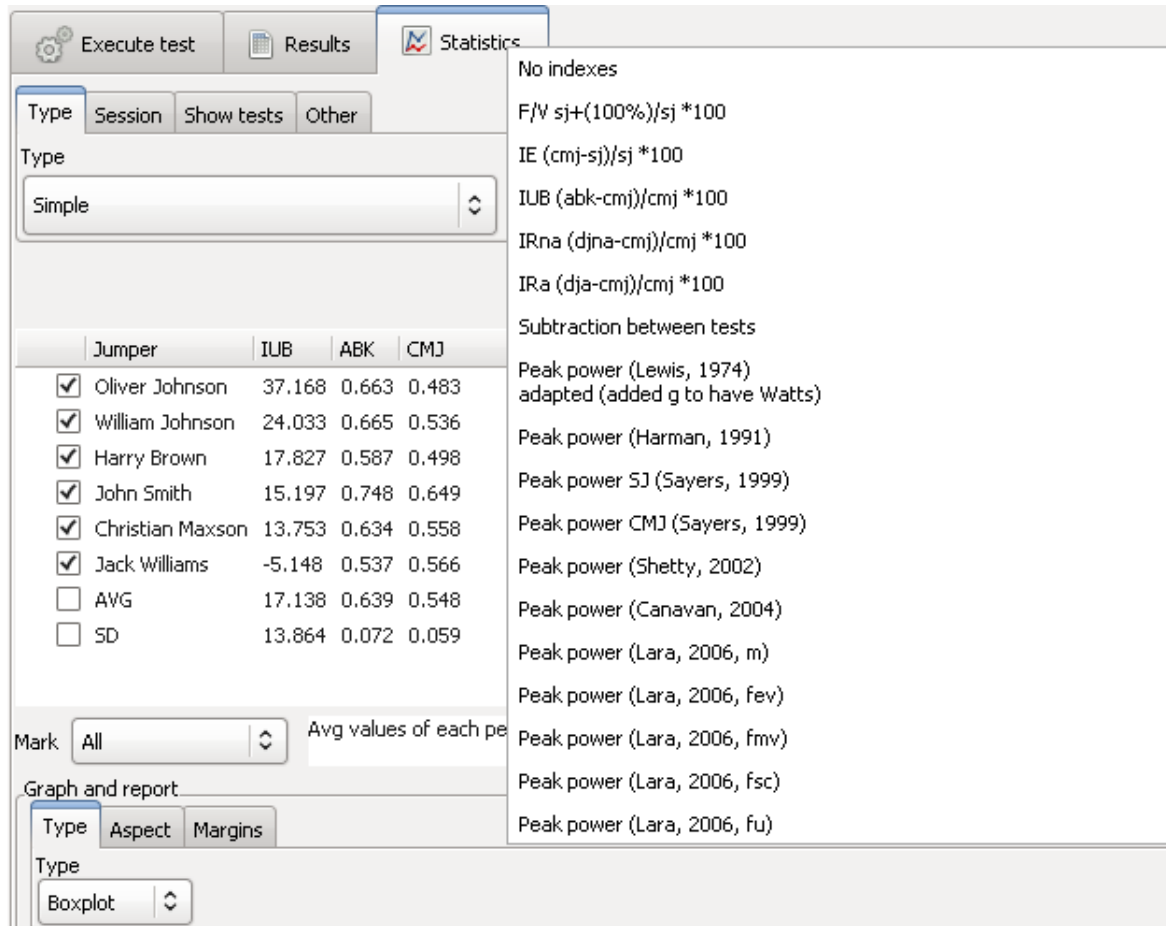 Execute test
Results
Statistics
Type
Session
Show tests
Other
Type
Simple
Jumper IUB ABK CMJ
Oliver Johnson 37.168 0.663 0.483
William Johnson 24.033 0.665 0.536
Harry Brown 17.827 0.587 0.498
John Smith 15.197 0.748 0.649
Christian Maxson 13.753 0.634 0.558
Jack Williams -5.148 0.537 0.566
AVG 17.138 0.639 0.548
SD 13.864 0.072 0.059
Mark All
Avg values of each pe
Graph and report
Type
Aspect
Margins
Type
Boxplot
No indexes
F/V sj+(100%)/sj *100
IE (cmj-sj)/sj *100
IUB (abk-cmj)/cmj *100
IRna (djna-cmj)/cmj *100
IRa (dja-cmj)/cmj *100
Subtraction between tests
Peak power (Lewis, 1974)
adapted (added g to have Watts)
Peak power (Harman, 1991)
Peak power SJ (Sayers, 1999)
Peak power CMJ (Sayers, 1999)
Peak power (Shetty, 2002)
Peak power (Canavan, 2004)
Peak power (Lara, 2006, m)
Peak power (Lara, 2006, fev)
Peak power (Lara, 2006, fmv)
Peak power (Lara, 2006, fsc)
Peak power (Lara, 2006, fu)